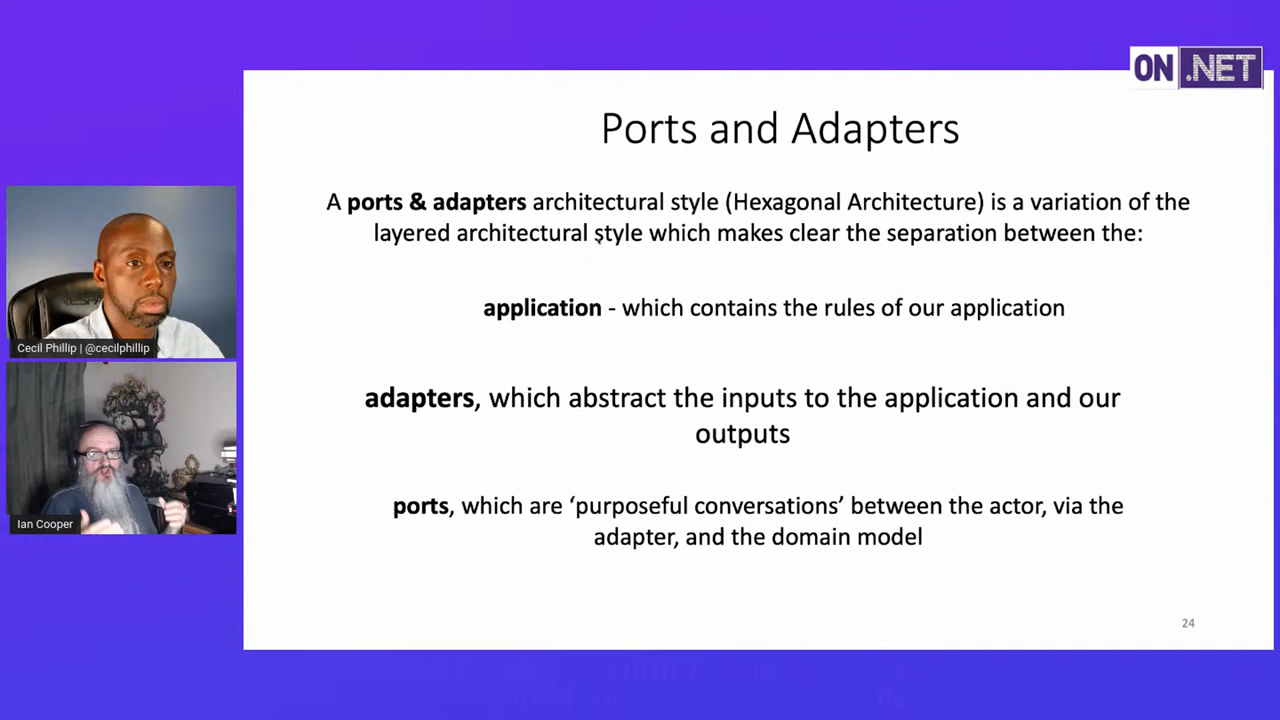 ON .NET
Ports and Adapters
A ports & adapters architectural style (Hexagonal Architecture) is a variation of the
layered architectural style which makes clear the separation between the:
application - which contains the rules of our application
adapters, which abstract the inputs to the application and our
outputs
ports, which are ‘purposeful conversations’ between the actor, via the
adapter, and the domain model
24
Cecil Phillip | @cecilphillip
Ian Cooper